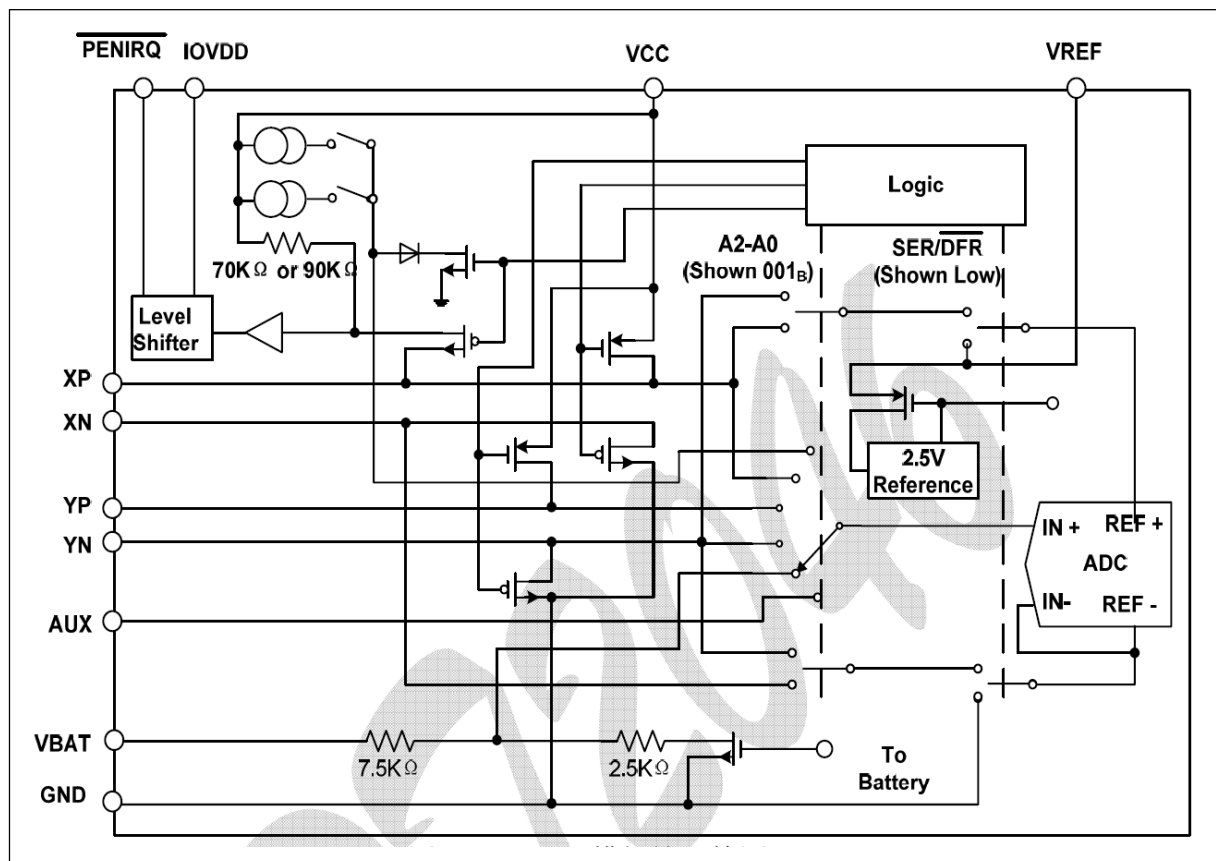 PENIRQ IOVDD VCC VREF
Logic
A2-A0
(Shown 001B)
SER/DFR
(Shown Low)
70KΩ or 90KΩ
Level
Shifter
XP
XN
2.5V
Reference
YP
YN
IN + REF +
ADC
IN- REF -
AUX
VBAT
7.5KΩ 2.5KΩ
To
Battery
GND